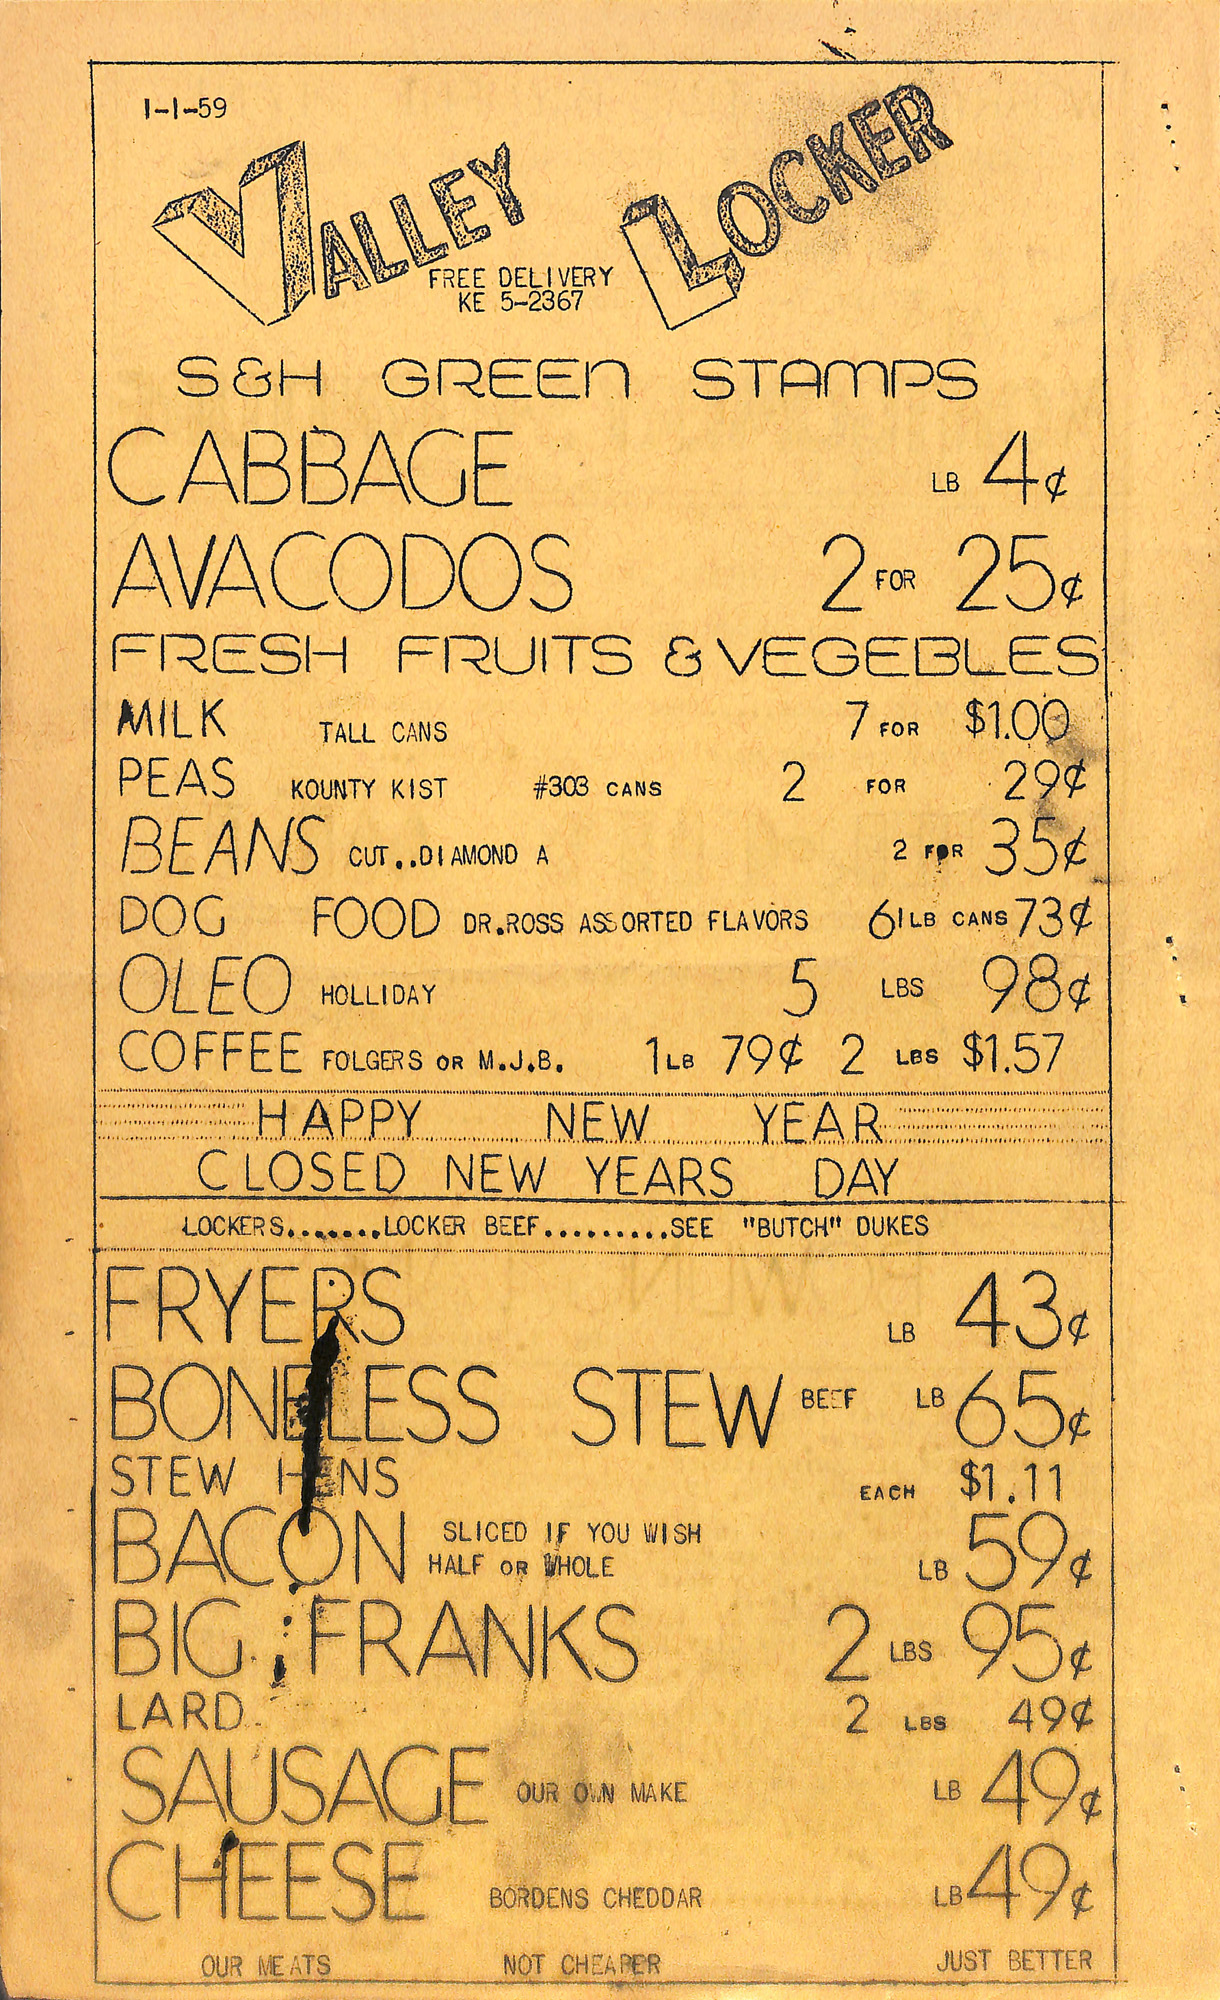 1-1-59
VALLEY LOCKER
FREE DELIVERY
KE 5-2367
S&H GREEN STAMPS
CABBAGE LB 4¢
AVACODOS 2 FOR 25¢
FRESH FRUITS & VEGEBLES
MILK TALL CANS 7 FOR $1.00
PEAS KOUNTY KIST #303 CANS 2 FOR 29¢
BEANS CUT..DIAMOND A 2 FOR 35¢
DOG FOOD DR.ROSS ASSORTED FLAVORS 6 1LB CANS 73¢
OLEO HOLLIDAY 5 LBS 98¢
COFFEE FOLGERS OR M.J.B. 1 LB 79¢ 2 LBS $1.57
HAPPY NEW YEAR
CLOSED NEW YEARS DAY
LOCKERS........LOCKER BEEF..........SEE "BUTCH" DUKES
FRYERS LB 43¢
BONELESS STEW BEEF LB 65¢
STEW HENS EACH $1.11
BACON SLICED IF YOU WISH
HALF OR WHOLE LB 59¢
BIG FRANKS 2 LBS 95¢
LARD 2 LBS 49¢
SAUSAGE OUR OWN MAKE LB 49¢
CHEESE BORDENS CHEDDAR LB 49¢
OUR MEATS NOT CHEAPER JUST BETTER